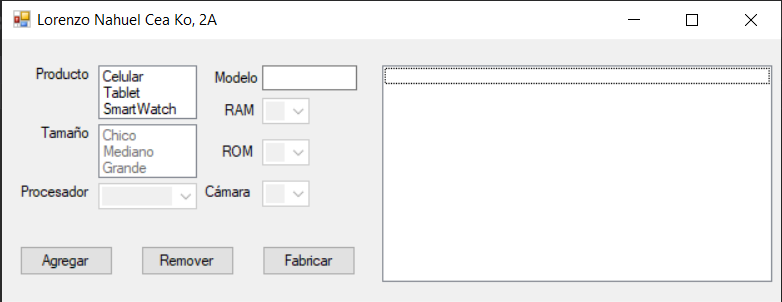 Lorenzo Nahuel Cea Ko, 2A
Producto
Celular
Tablet
SmartWatch
Modelo
RAM
Tamaño
Chico
Mediano
Grande
ROM
Procesador
Cámara
Agregar
Remover
Fabricar